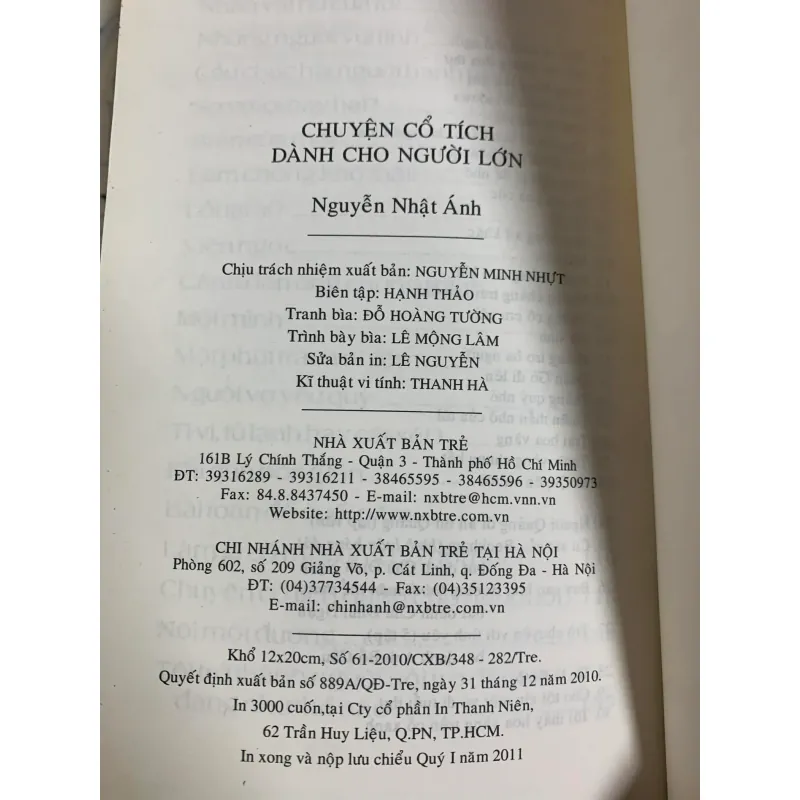 CHUYỆN CỔ TÍCH
DÀNH CHO NGƯỜI LỚN
Nguyễn Nhật Ánh
Chịu trách nhiệm xuất bản: NGUYỄN MINH NHỰT
Biên tập: HẠNH THẢO
Tranh bìa: ĐỖ HOÀNG TƯỜNG
Trình bày bìa: LÊ MỘNG LÂM
Sửa bản in: LÊ NGUYỄN
Kĩ thuật vi tính: THANH HÀ
NHÀ XUẤT BẢN TRẺ
161B Lý Chính Thắng - Quận 3 - Thành phố Hồ Chí Minh
ĐT: 39316289 - 39316211 - 38465595 - 38465596 - 39350973
Fax: 84.8.8437450 - E-mail: nxbtre@hcm.vnn.vn
Website: http://www.nxbtre.com.vn
CHI NHÁNH NHÀ XUẤT BẢN TRẺ TẠI HÀ NỘI
Phòng 602, số 209 Giảng Võ, p. Cát Linh, q. Đống Đa - Hà Nội
ĐT: (04)37734544 - Fax: (04)35123395
E-mail: chinhanh@nxbtre.com.vn
Khổ 12x20cm, Số 61-2010/CXB/348 - 282/Tre.
Quyết định xuất bản số 889A/QĐ-Tre, ngày 31 tháng 12 năm 2010.
In 3000 cuốn,tại Cty cổ phần In Thanh Niên,
62 Trần Huy Liệu, Q.PN, TP.HCM.
In xong và nộp lưu chiểu Quý I năm 2011